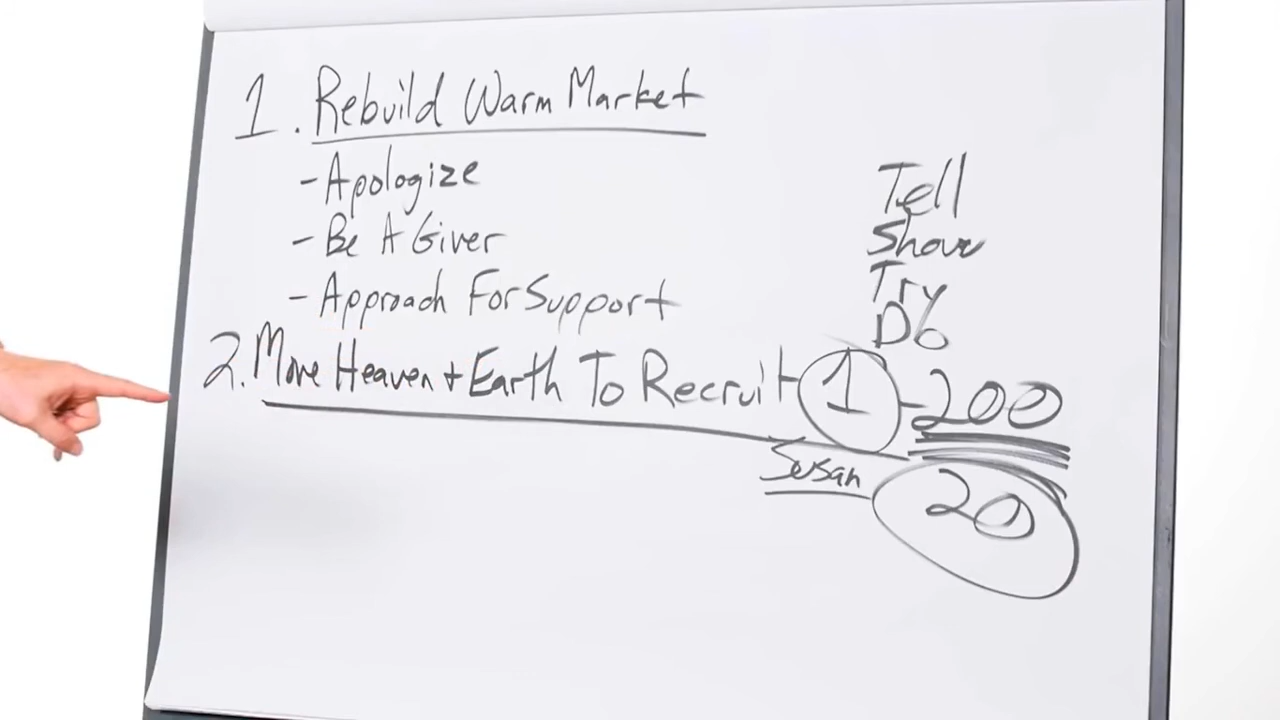 1. Rebuild Warm Market
- Apologize
- Be A Giver
- Approach For Support
Tell
Show
Try
Do
2. Move Heaven + Earth To Recruit 1 - 200
Susan 20